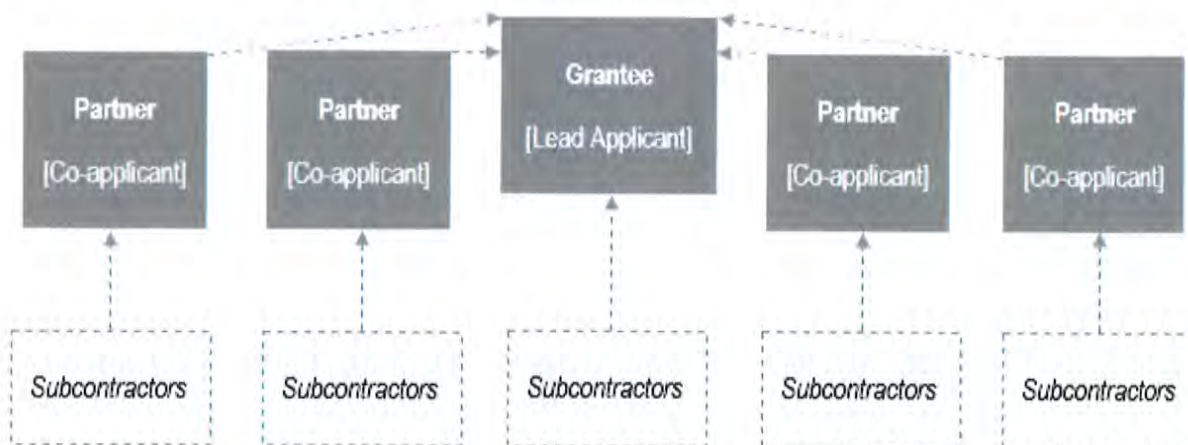 Grantee
[Lead Applicant]
Partner
[Co-applicant]
Partner
[Co-applicant]
Partner
[Co-applicant]
Partner
[Co-applicant]
Subcontractors
Subcontractors
Subcontractors
Subcontractors
Subcontractors